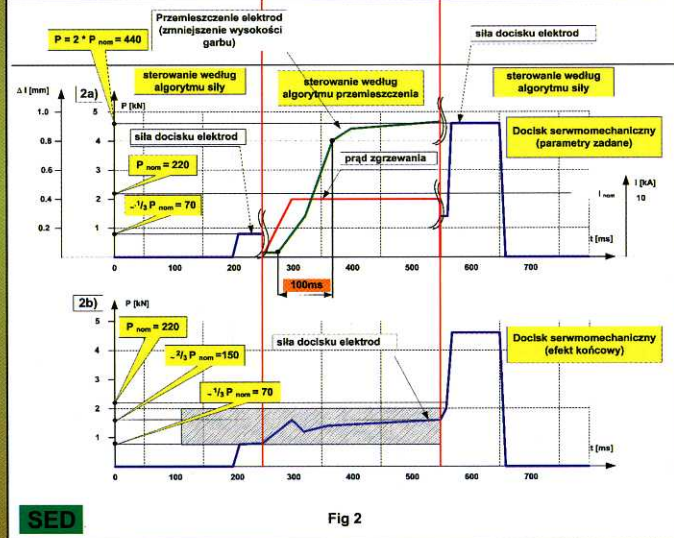 P = 2 * P nom = 440
Przemieszczenie elektrod
(zmniejszenie wysokości
garbu)
siła docisku elektrod
sterowanie według
algorytmu siły
sterowanie według
algorytmu przemieszczenia
sterowanie według
algorytmu siły
Δ l [mm]
2a)
P [kN]
1.0
0.8
0.6
0.4
0.2
5
4
3
2
1
siła docisku elektrod
Docisk serwmomechaniczny
(parametry zadane)
P nom = 220
prąd zgrzewania
~ 1/3 P nom = 70
I nom
I [kA]
10
t [ms]
0
100
200
300
400
500
600
700
100ms
2b)
P [kN]
P nom = 220
~ 2/3 P nom = 150
~ 1/3 P nom = 70
siła docisku elektrod
Docisk serwmomechaniczny
(efekt końcowy)
5
4
3
2
1
t [ms]
0
100
200
300
400
500
600
700
SED
Fig 2